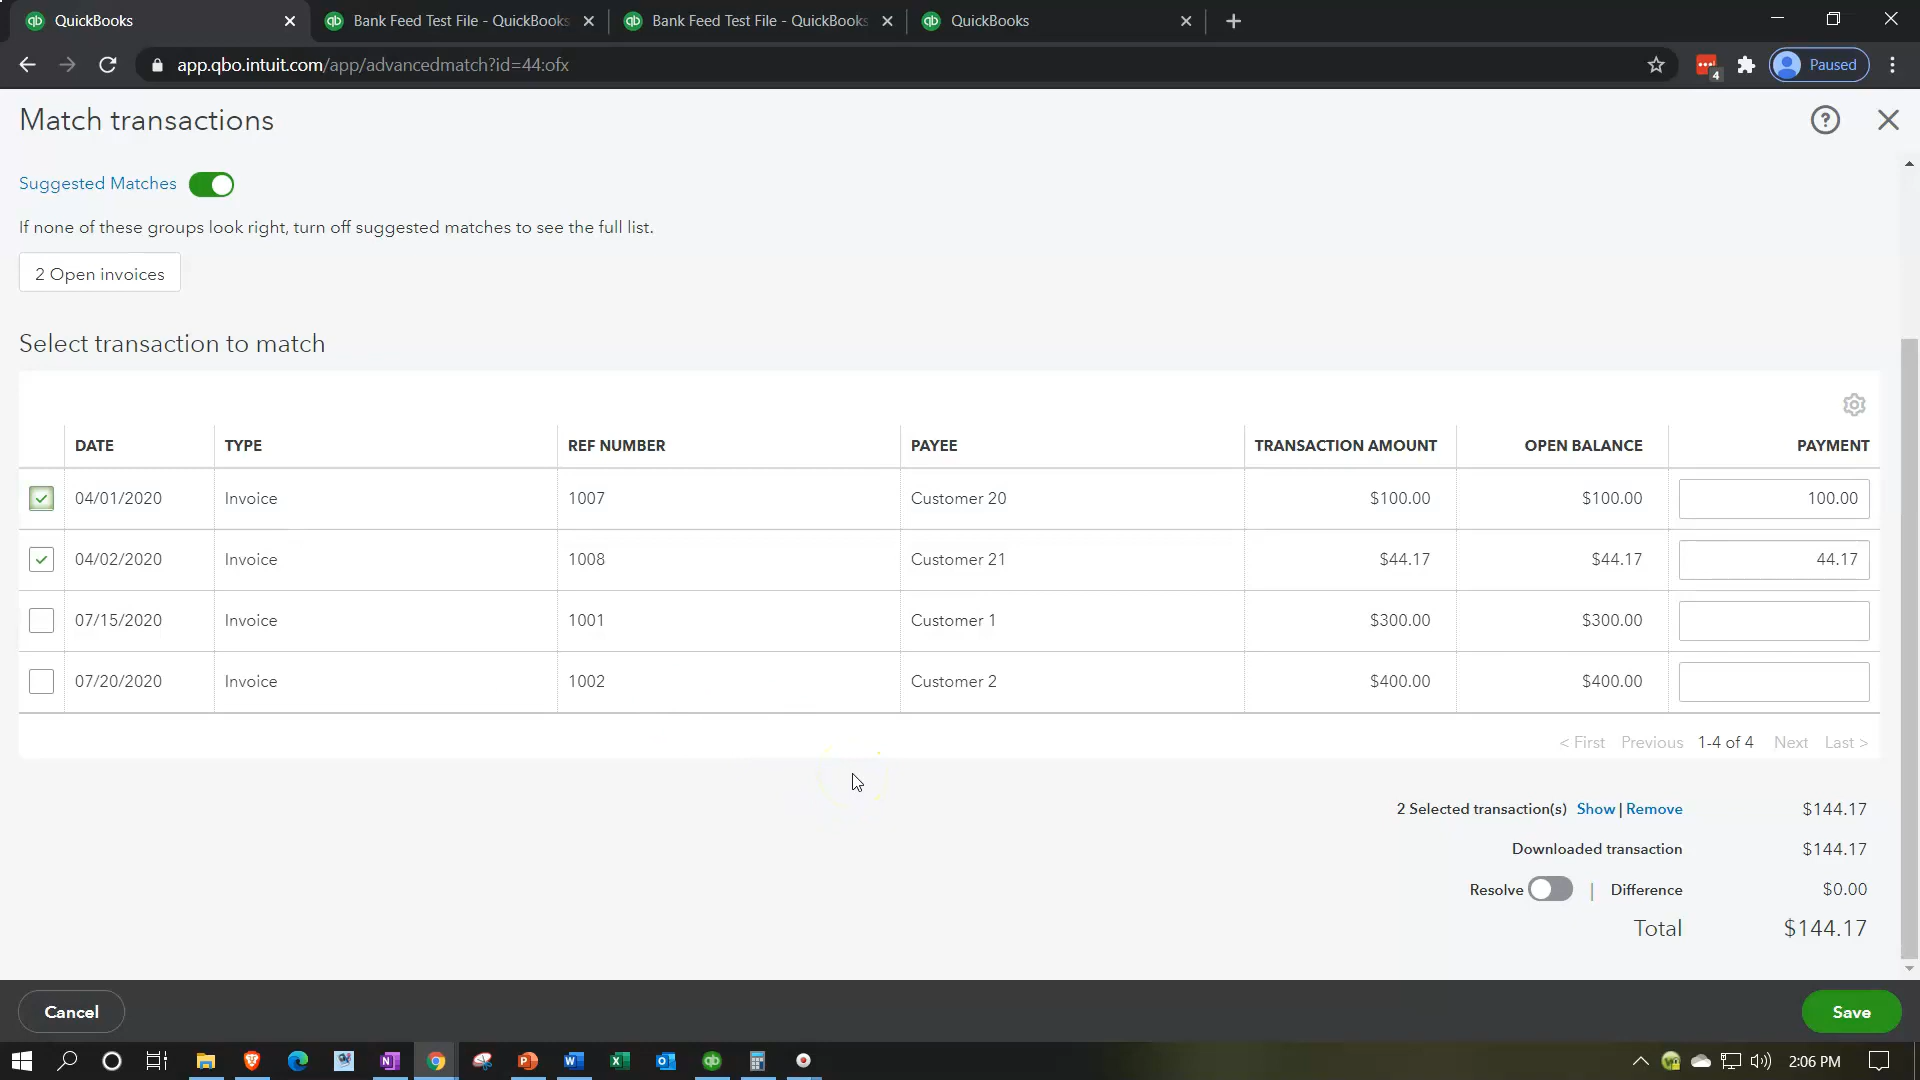 QuickBooks
Bank Feed Test File - QuickBooks
Bank Feed Test File - QuickBooks
QuickBooks
app.qbo.intuit.com/app/advancedmatch?id=44:ofx
4
Paused
Match transactions
Suggested Matches
If none of these groups look right, turn off suggested matches to see the full list.
2 Open invoices
Select transaction to match
DATE TYPE REF NUMBER PAYEE TRANSACTION AMOUNT OPEN BALANCE PAYMENT
04/01/2020 Invoice 1007 Customer 20 $100.00 $100.00 100.00
04/02/2020 Invoice 1008 Customer 21 $44.17 $44.17 44.17
07/15/2020 Invoice 1001 Customer 1 $300.00 $300.00
07/20/2020 Invoice 1002 Customer 2 $400.00 $400.00
< First Previous 1-4 of 4 Next Last >
2 Selected transaction(s) Show | Remove $144.17
Downloaded transaction $144.17
Resolve | Difference $0.00
Total $144.17
Cancel
Save
2:06 PM